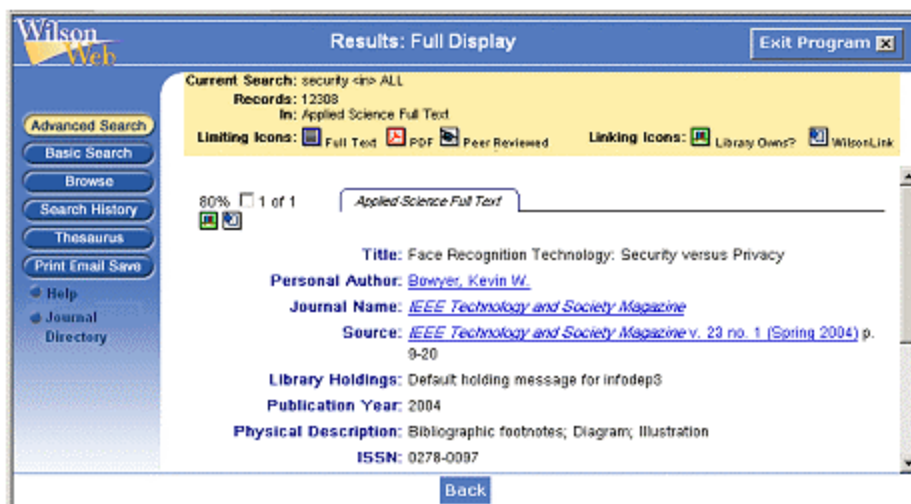 Wilson
Web
Results: Full Display
Exit Program
Current Search: security <in> ALL
Records: 12308
In: Applied Science Full Text
Limiting Icons: Full Text PDF Peer Reviewed Linking Icons: Library Owns? WilsonLink
Advanced Search
Basic Search
Browse
Search History
Thesaurus
Print Email Save
Help
Journal
Directory
80% 1 of 1
Applied Science Full Text
Title: Face Recognition Technology: Security versus Privacy
Personal Author: Bowyer, Kevin W.
Journal Name: IEEE Technology and Society Magazine
Source: IEEE Technology and Society Magazine v. 23 no. 1 (Spring 2004) p.
9-20
Library Holdings: Default holding message for infodep3
Publication Year: 2004
Physical Description: Bibliographic footnotes; Diagram; Illustration
ISSN: 0278-0097
Back